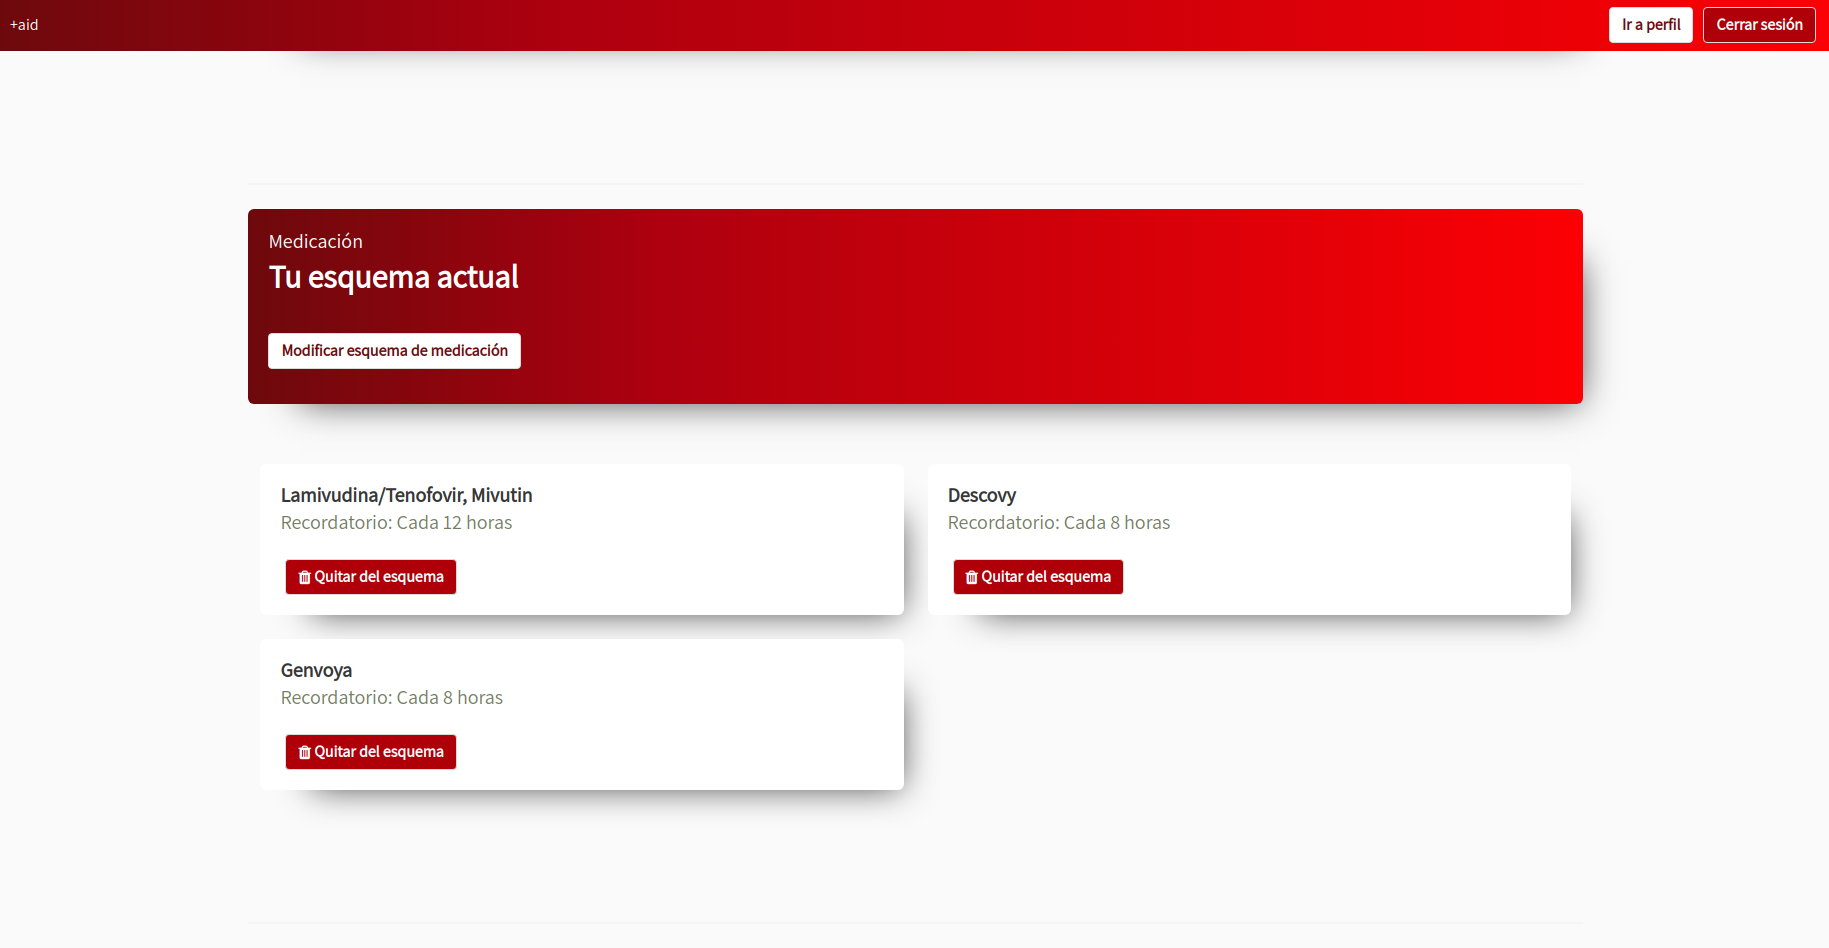 +aid
Ir a perfil
Cerrar sesión
Medicación
Tu esquema actual
Modificar esquema de medicación
Lamivudina/Tenofovir, Mivutin
Recordatorio: Cada 12 horas
Quitar del esquema
Descovy
Recordatorio: Cada 8 horas
Quitar del esquema
Genvoya
Recordatorio: Cada 8 horas
Quitar del esquema